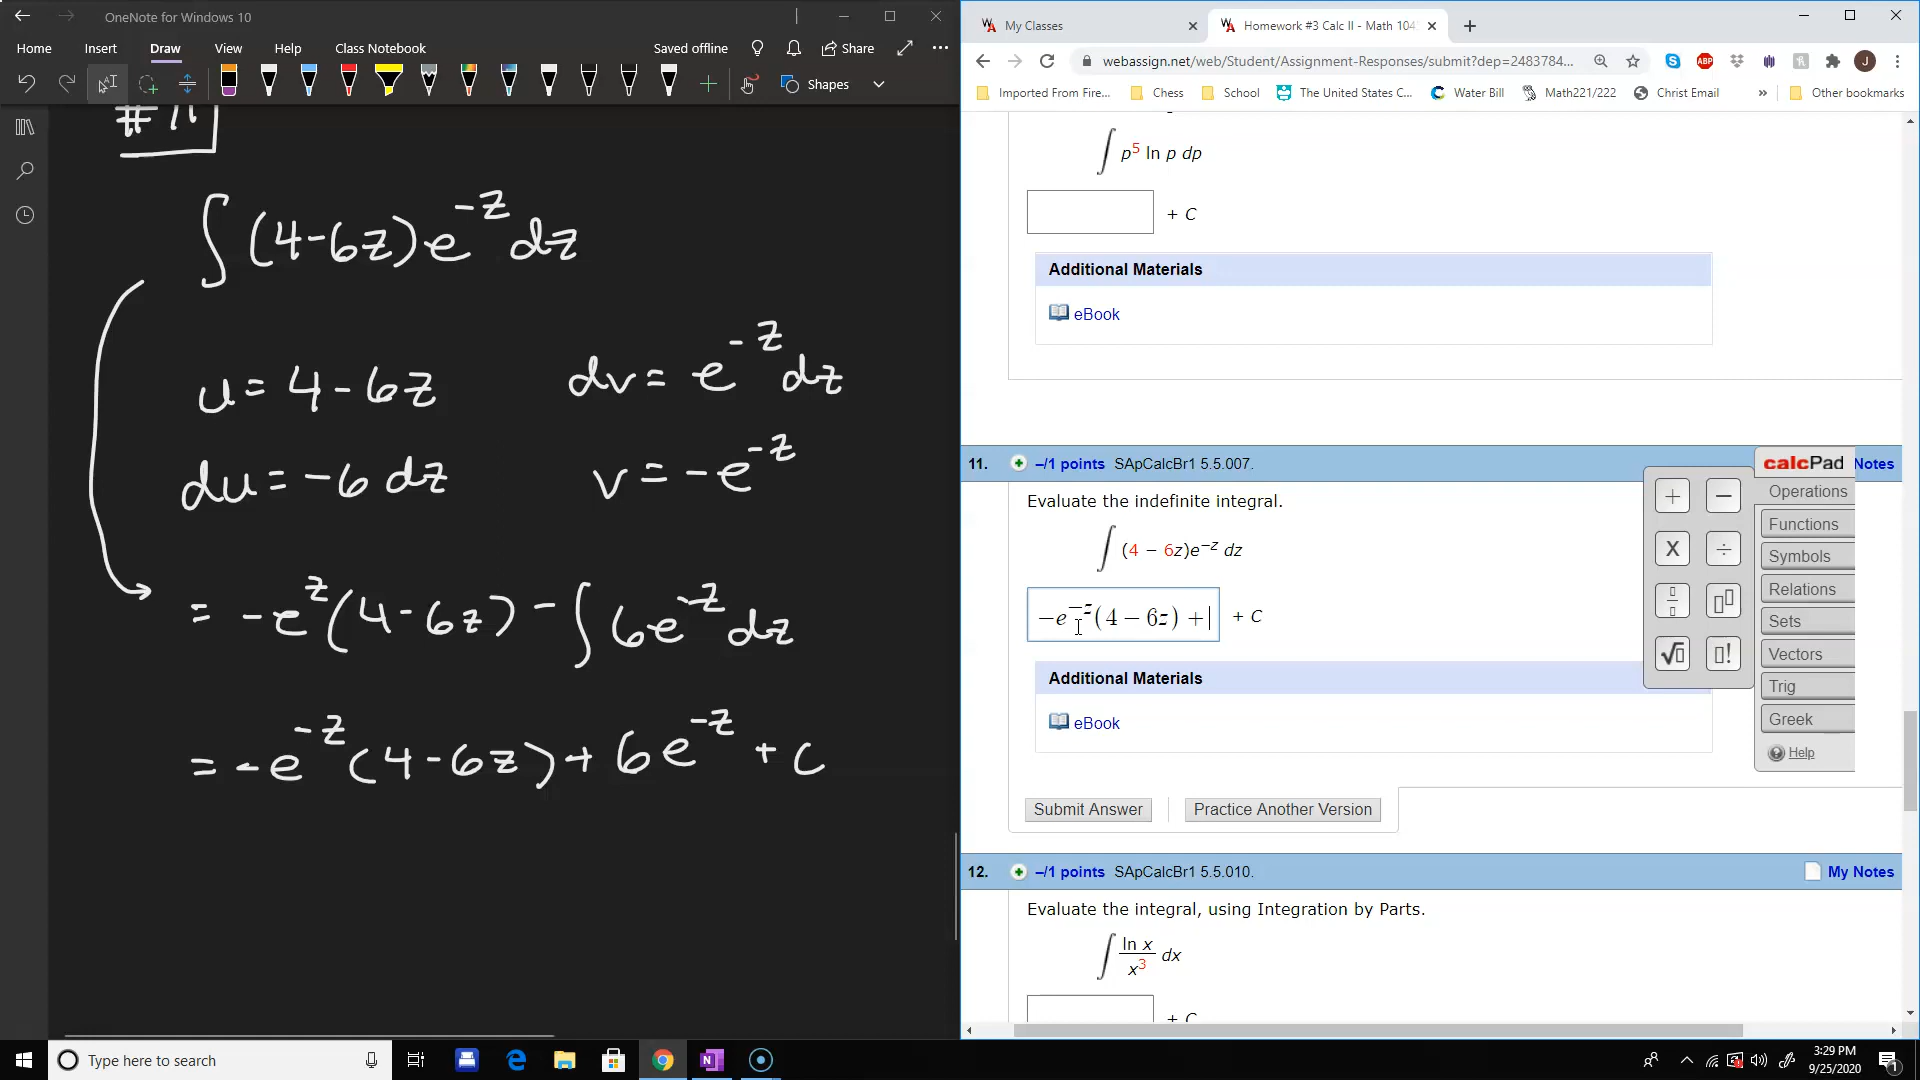 OneNote for Windows 10
Home Insert Draw View Help Class Notebook Saved offline Share
Shapes
∫ (4-6z)e^-z dz
u = 4 - 6z dv = e^-z dz
du = -6 dz v = -e^-z
= -e^z (4-6z) - ∫ 6e^-z dz
= -e^-z (4-6z) + 6e^-z + C
My Classes
Homework #3 Calc II - Math 104
webassign.net/web/Student/Assignment-Responses/submit?dep=2483784...
ABP
J
Imported From Fire... Chess School The United States C... Water Bill Math221/222 Christ Email » Other bookmarks
∫ p^5 ln p dp
+ C
Additional Materials
eBook
11. –/1 points SApCalcBr1 5.5.007. Notes
Evaluate the indefinite integral.
∫ (4 − 6z)e^−z dz
−e^−z(4 − 6z) + + C
Additional Materials
eBook
Submit Answer Practice Another Version
calcPad
Operations
Functions
Symbols
Relations
Sets
Vectors
Trig
Greek
Help
+ −
X ÷
√ !
12. –/1 points SApCalcBr1 5.5.010. My Notes
Evaluate the integral, using Integration by Parts.
∫ ln x / x^3 dx
+ C
Type here to search
3:29 PM
9/25/2020